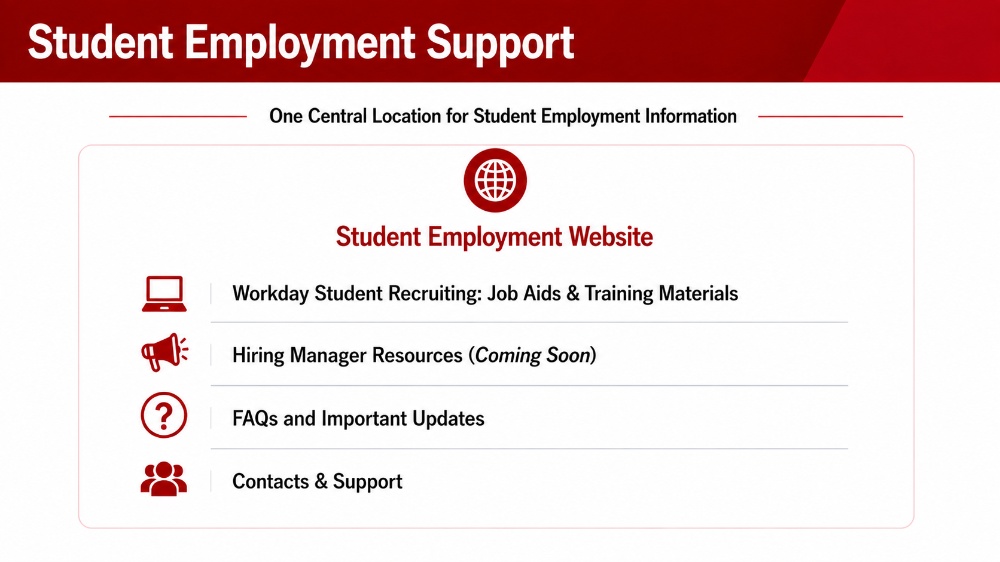 Student Employment Support
One Central Location for Student Employment Information
Student Employment Website
Workday Student Recruiting: Job Aids & Training Materials
Hiring Manager Resources (Coming Soon)
FAQs and Important Updates
Contacts & Support